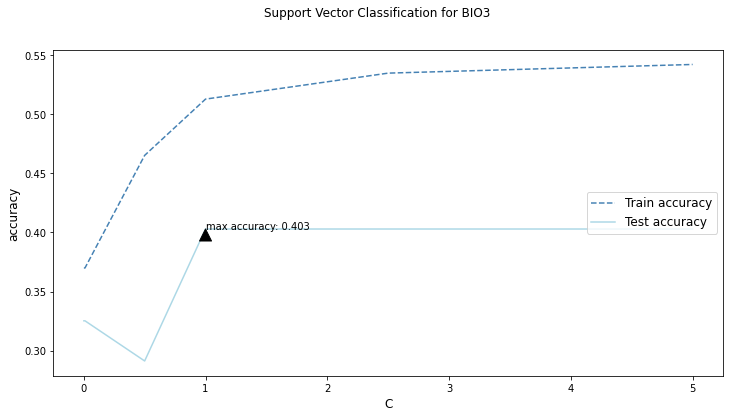 Support Vector Classification for BIO3
0.55
0.50
0.45
0.40
0.35
0.30
accuracy
max accuracy: 0.403
Train accuracy
Test accuracy
0
1
2
3
4
5
C